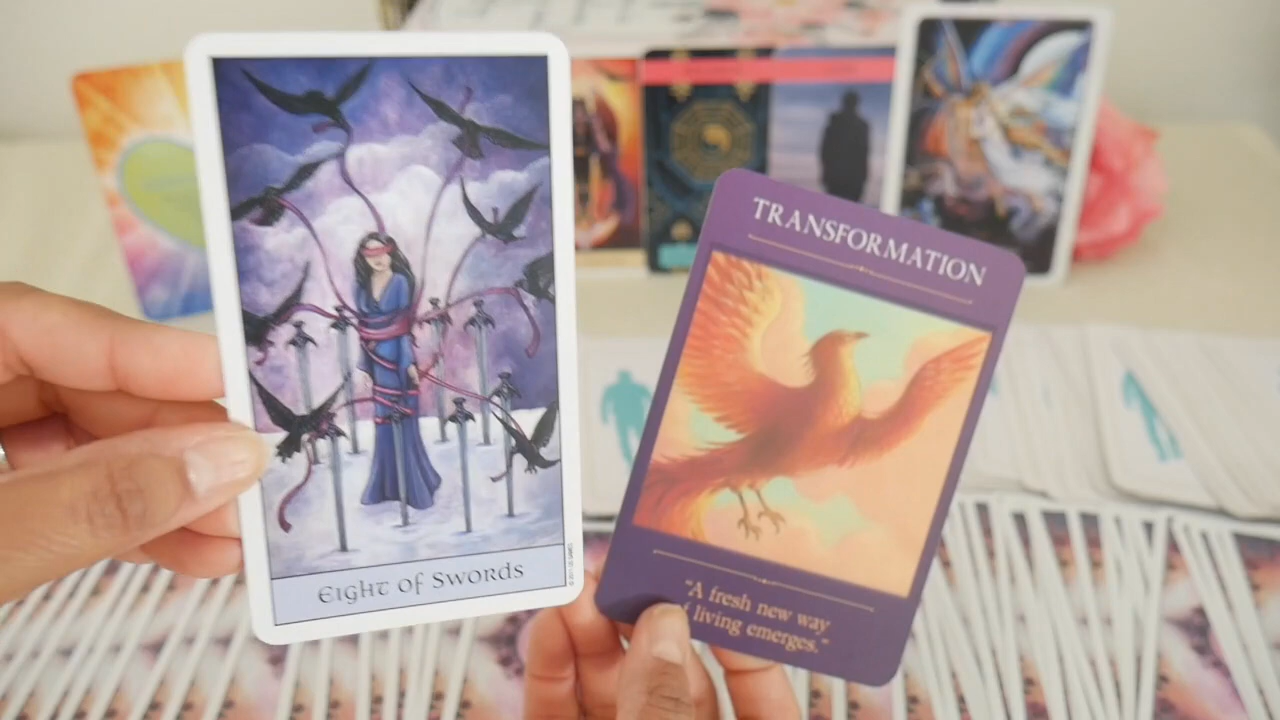 EIGHT OF SWORDS
TRANSFORMATION
"A fresh new way
living emerges."